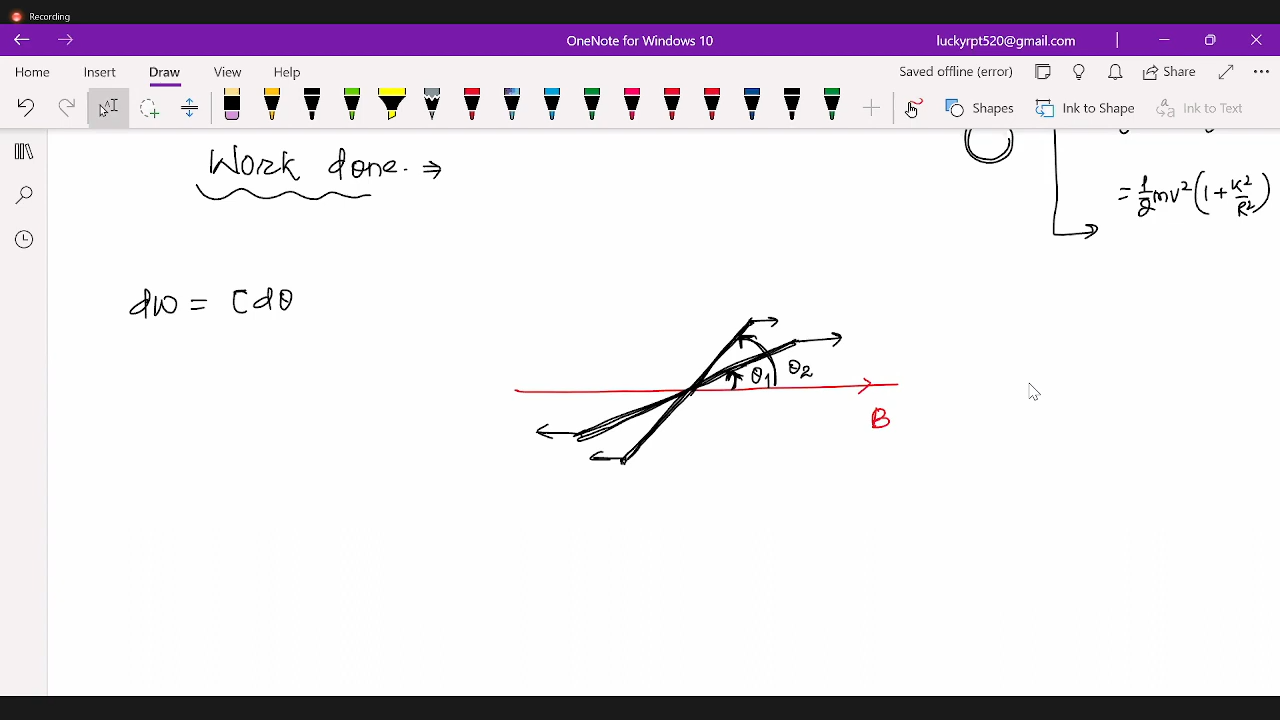 Recording
OneNote for Windows 10
luckyrpt520@gmail.com
Home Insert Draw View Help
Saved offline (error)
Share
Shapes
Ink to Shape
Ink to Text
Work done. ⇒
= 1/2 mv² (1 + K²/R²)
dW = C dθ
θ1
θ2
B